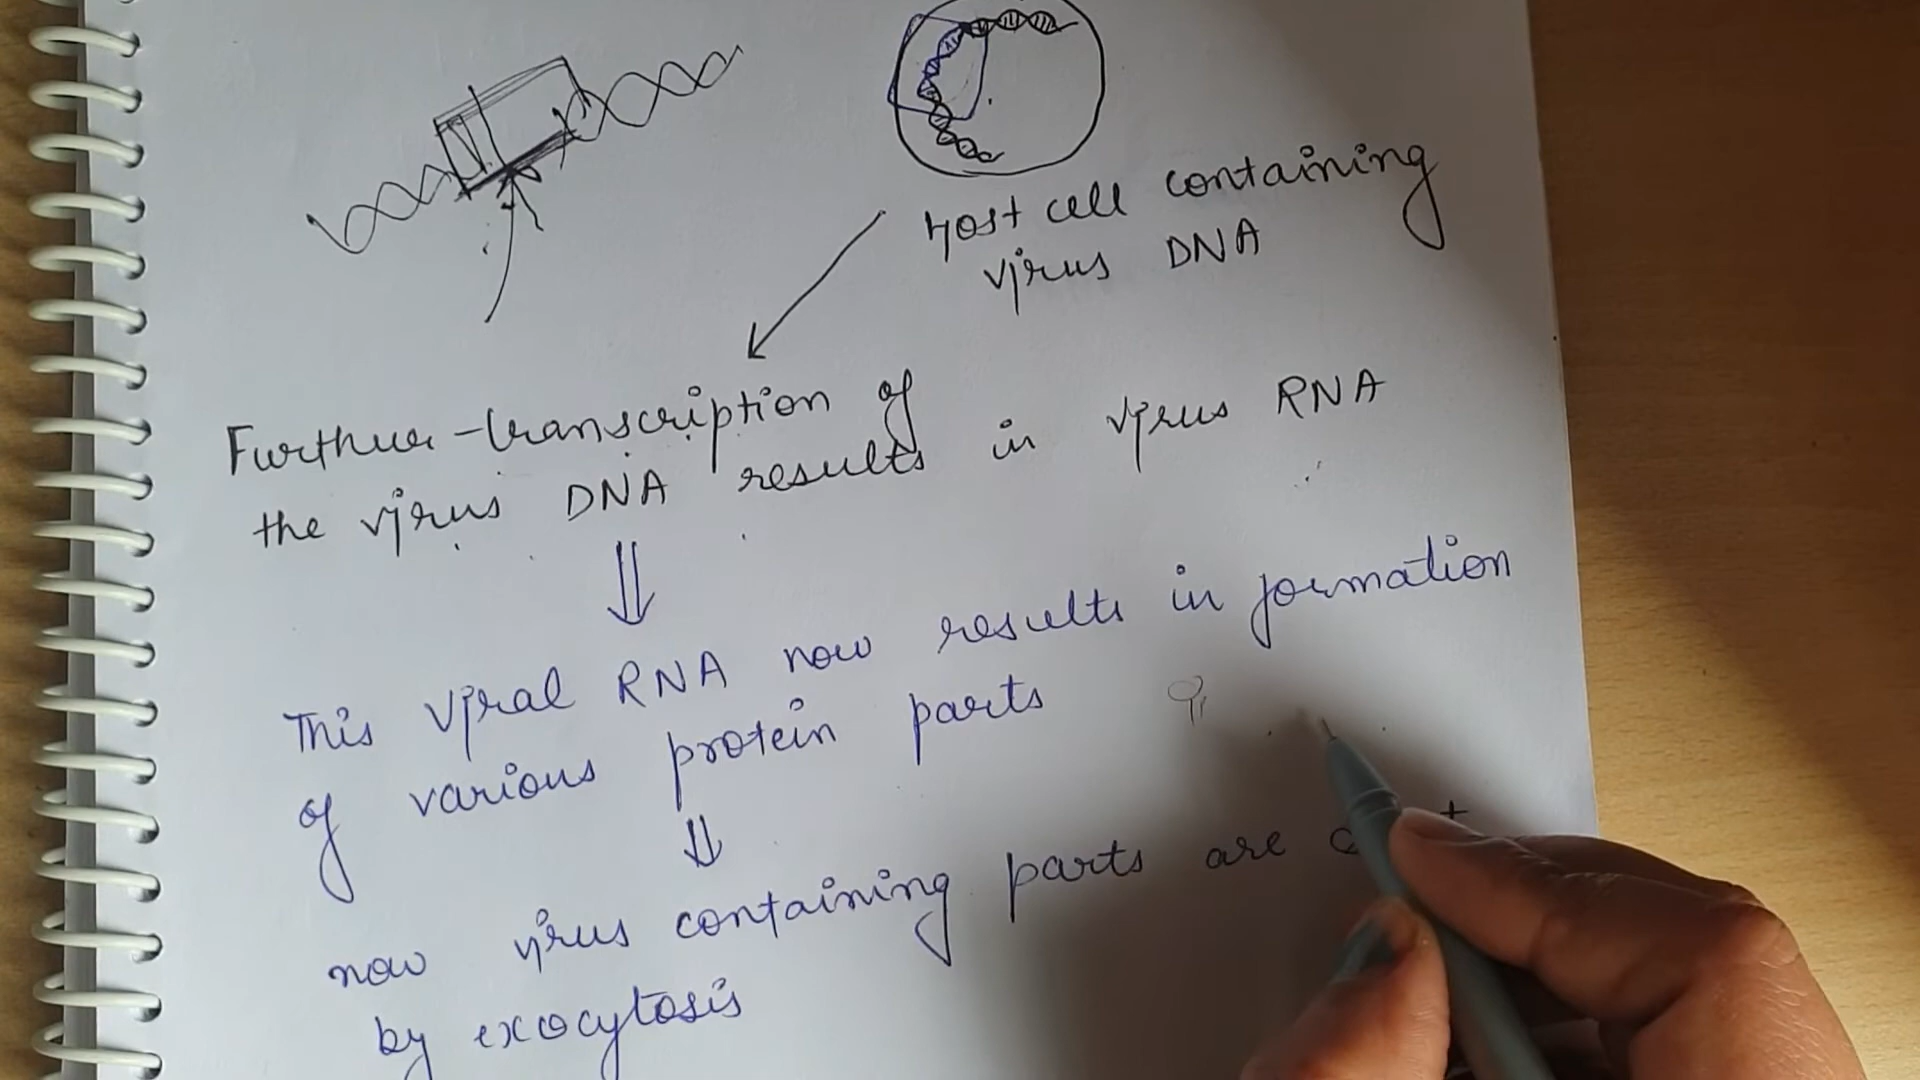 Host cell containing
virus DNA
Further transcription of
the virus DNA results in virus RNA
This viral RNA now results in formation
of various protein parts
now virus containing parts are
by exocytosis